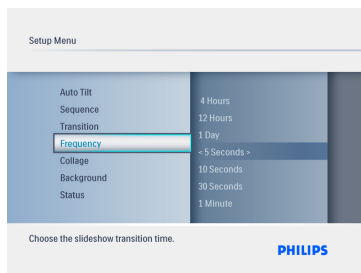 Setup Menu
Auto Tilt
Sequence
Transition
Frequency
Collage
Background
Status
4 Hours
12 Hours
1 Day
< 5 Seconds >
10 Seconds
30 Seconds
1 Minute
Choose the slideshow transition time.
PHILIPS